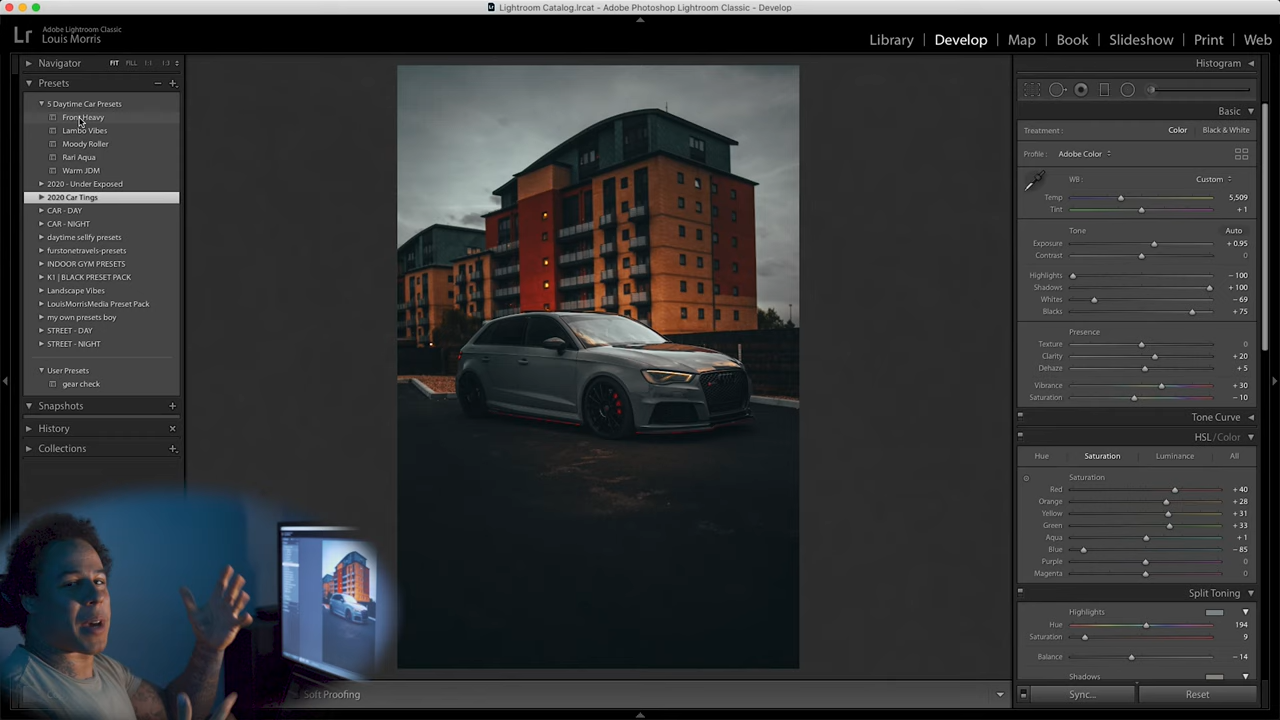 Lightroom Catalog.lrcat - Adobe Photoshop Lightroom Classic - Develop
Lr
Adobe Lightroom Classic
Louis Morris
Library
Develop
Map
Book
Slideshow
Print
Web
Navigator
FIT
FILL
1:1
1:3
Presets
5 Daytime Car Presets
Front Heavy
Lambo Vibes
Moody Roller
Rari Aqua
Warm JDM
2020 - Under Exposed
2020 Car Tings
CAR - DAY
CAR - NIGHT
daytime sellfy presets
furstonetravels-presets
INDOOR GYM PRESETS
K1 | BLACK PRESET PACK
Landscape Vibes
LouisMorrisMedia Preset Pack
my own presets boy
STREET - DAY
STREET - NIGHT
User Presets
gear check
Snapshots
History
Collections
Soft Proofing
Histogram
Basic
Treatment :
Color
Black & White
Profile :
Adobe Color
WB :
Custom
Temp
5,509
Tint
+ 1
Tone
Auto
Exposure
+ 0.95
Contrast
0
Highlights
- 100
Shadows
+ 100
Whites
- 69
Blacks
+ 75
Presence
Texture
0
Clarity
+ 20
Dehaze
+ 5
Vibrance
+ 30
Saturation
- 10
Tone Curve
HSL / Color
Hue
Saturation
Luminance
All
Saturation
Red
+ 40
Orange
+ 28
Yellow
+ 31
Green
+ 33
Aqua
+ 1
Blue
- 85
Purple
0
Magenta
0
Split Toning
Highlights
Hue
194
Saturation
9
Balance
- 14
Shadows
Sync...
Reset